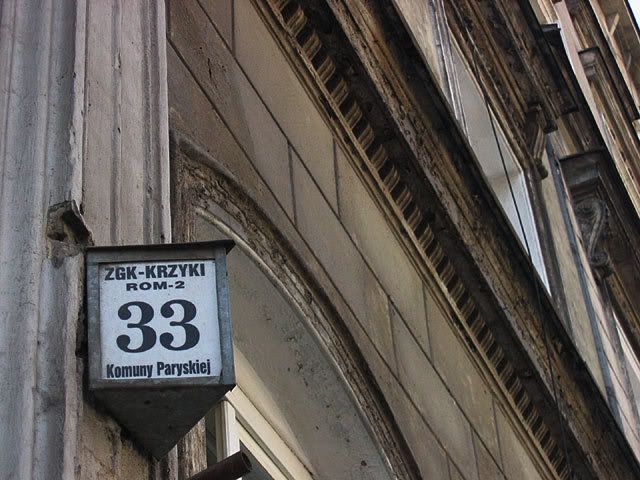 ZGK-KRZYKI
ROM-2
33
Komuny Paryskiej